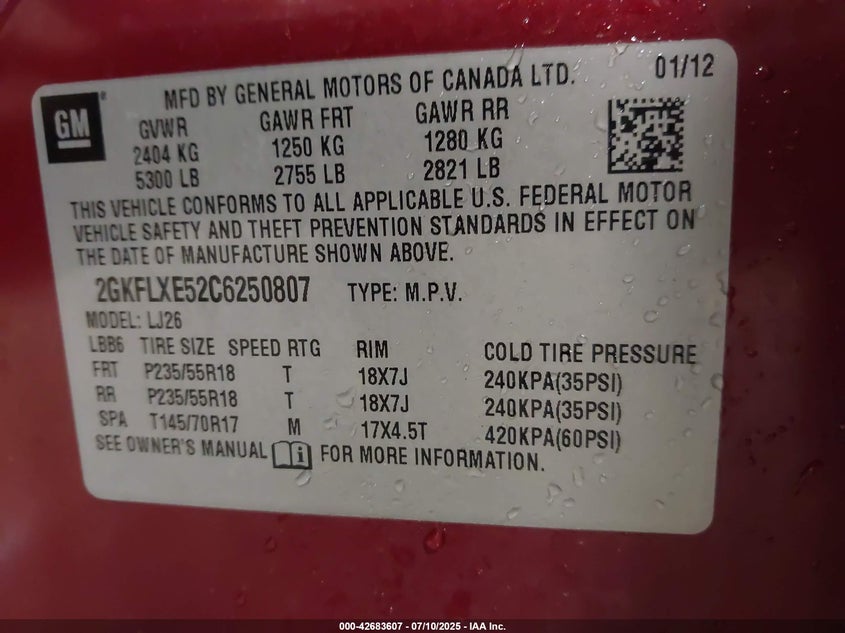 GM
MFD BY GENERAL MOTORS OF CANADA LTD. 01/12
GVWR GAWR FRT GAWR RR
2404 KG 1250 KG 1280 KG
5300 LB 2755 LB 2821 LB
THIS VEHICLE CONFORMS TO ALL APPLICABLE U.S. FEDERAL MOTOR
VEHICLE SAFETY AND THEFT PREVENTION STANDARDS IN EFFECT ON
THE DATE OF MANUFACTURE SHOWN ABOVE.
2GKFLXE52C6250807 TYPE: M.P.V.
MODEL: LJ26
LBB6 TIRE SIZE SPEED RTG RIM COLD TIRE PRESSURE
FRT P235/55R18 T 18X7J 240KPA(35PSI)
RR P235/55R18 T 18X7J 240KPA(35PSI)
SPA T145/70R17 M 17X4.5T 420KPA(60PSI)
SEE OWNER'S MANUAL FOR MORE INFORMATION.
000-42683607 - 07/10/2025 - IAA Inc.